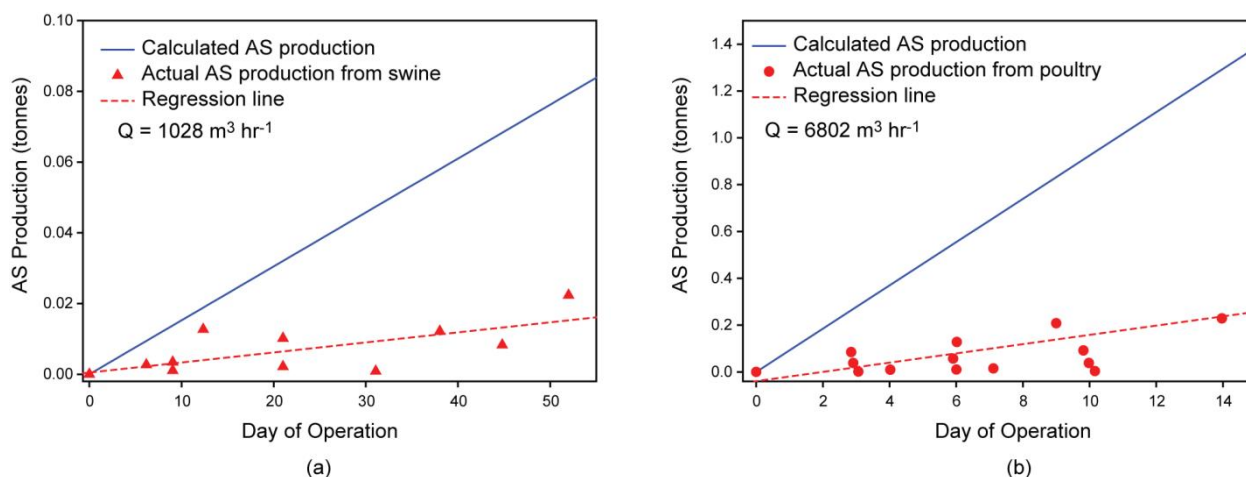 0.10
0.08
0.06
0.04
0.02
0.00
AS Production (tonnes)
Calculated AS production
Actual AS production from swine
Regression line
Q = 1028 m³ hr⁻¹
0 10 20 30 40 50
Day of Operation
(a)
1.4
1.2
1.0
0.8
0.6
0.4
0.2
0.0
AS Production (tonnes)
Calculated AS production
Actual AS production from poultry
Regression line
Q = 6802 m³ hr⁻¹
0 2 4 6 8 10 12 14
Day of Operation
(b)